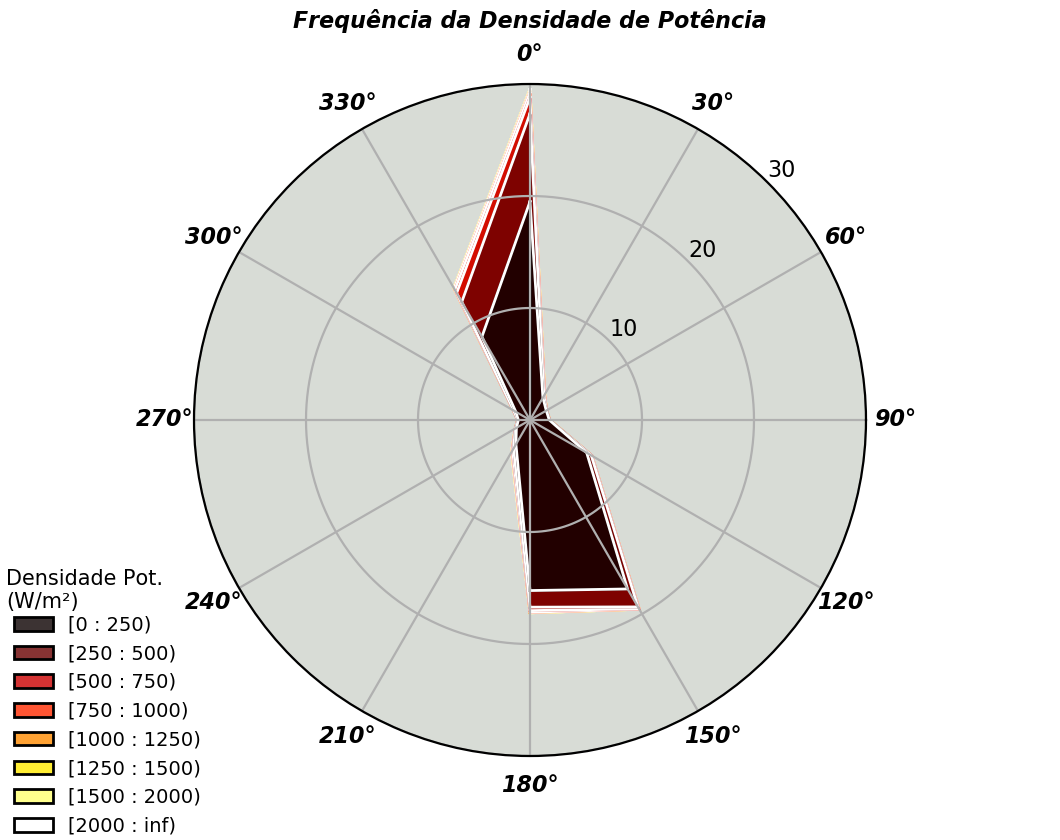 Frequência da Densidade de Potência
0°
330°
30°
30
300°
60°
20
10
270°
90°
240°
120°
210°
150°
180°
Densidade Pot.
(W/m²)
[0 : 250)
[250 : 500)
[500 : 750)
[750 : 1000)
[1000 : 1250)
[1250 : 1500)
[1500 : 2000)
[2000 : inf)